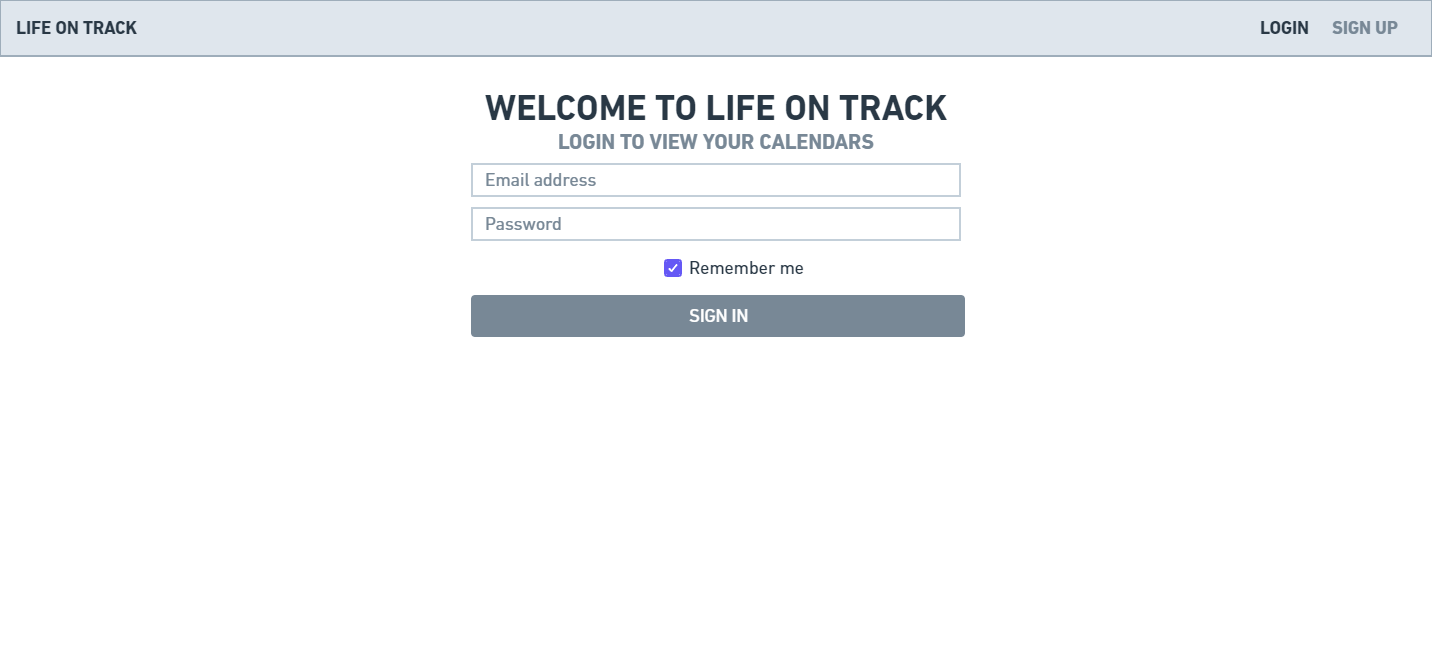 LIFE ON TRACK
LOGIN SIGN UP
WELCOME TO LIFE ON TRACK
LOGIN TO VIEW YOUR CALENDARS
Email address
Password
Remember me
SIGN IN